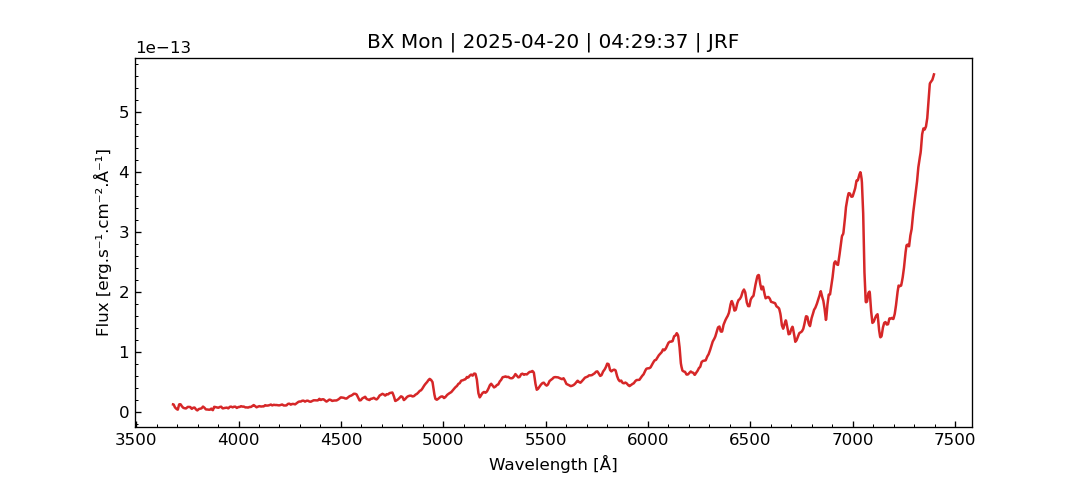 BX Mon | 2025-04-20 | 04:29:37 | JRF
1e−13
5
4
3
2
1
0
Flux [erg.s⁻¹.cm⁻².Å⁻¹]
3500 4000 4500 5000 5500 6000 6500 7000 7500
Wavelength [Å]